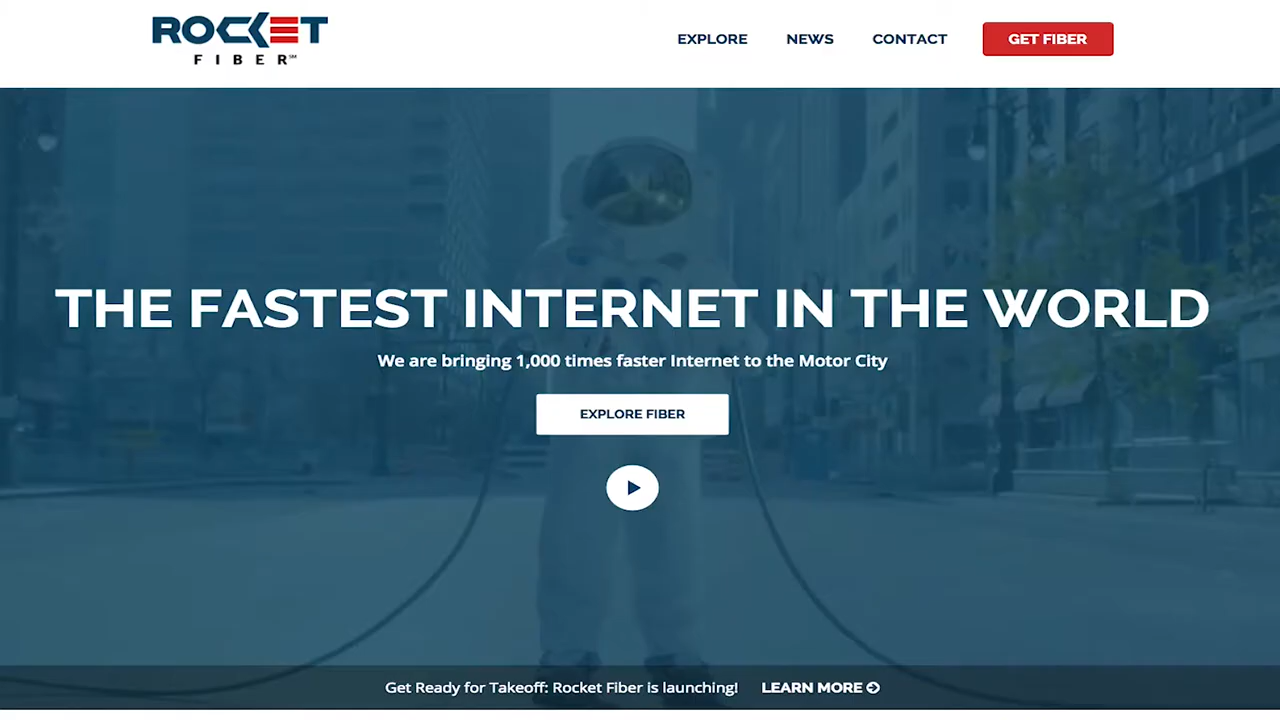 ROCKET
FIBER℠
EXPLORE
NEWS
CONTACT
GET FIBER
THE FASTEST INTERNET IN THE WORLD
We are bringing 1,000 times faster Internet to the Motor City
EXPLORE FIBER
Get Ready for Takeoff: Rocket Fiber is launching! LEARN MORE